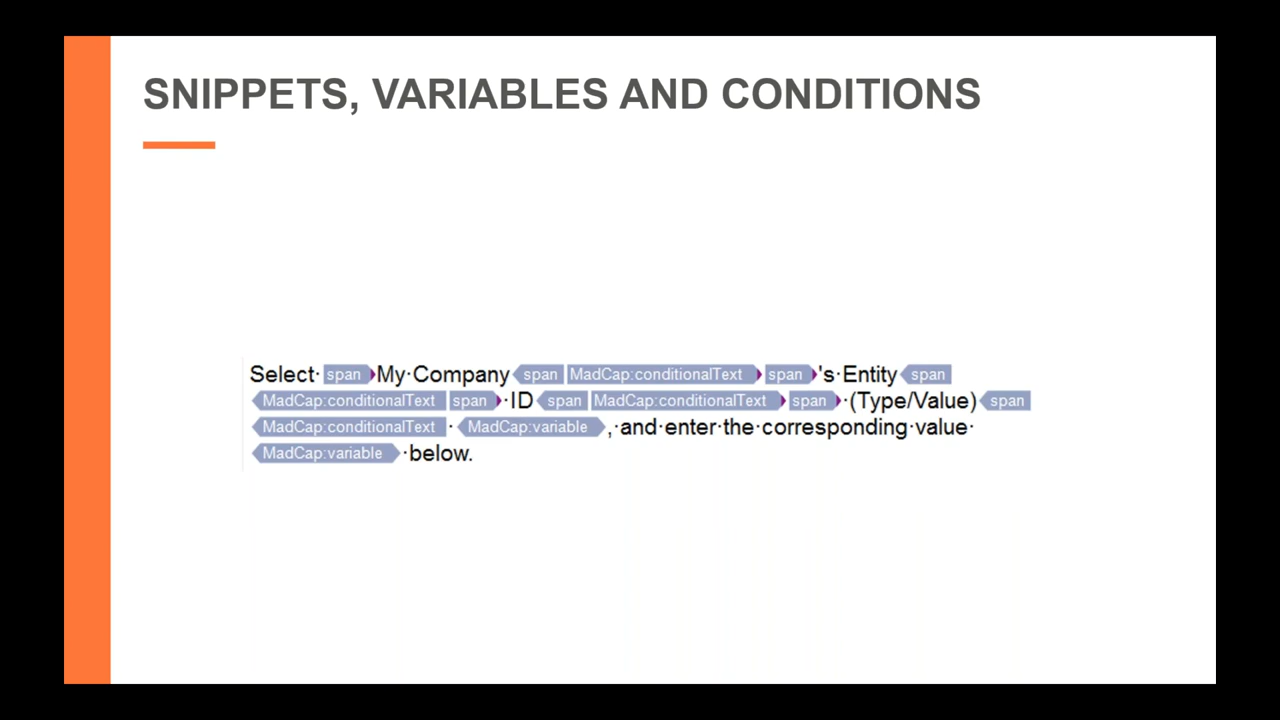 SNIPPETS, VARIABLES AND CONDITIONS
Select· span My·Company span MadCap:conditionalText span 's·Entity span
MadCap:conditionalText span ·ID span MadCap:conditionalText span ·(Type/Value) span
MadCap:conditionalText · MadCap:variable ,·and·enter·the·corresponding·value·
MadCap:variable ·below.